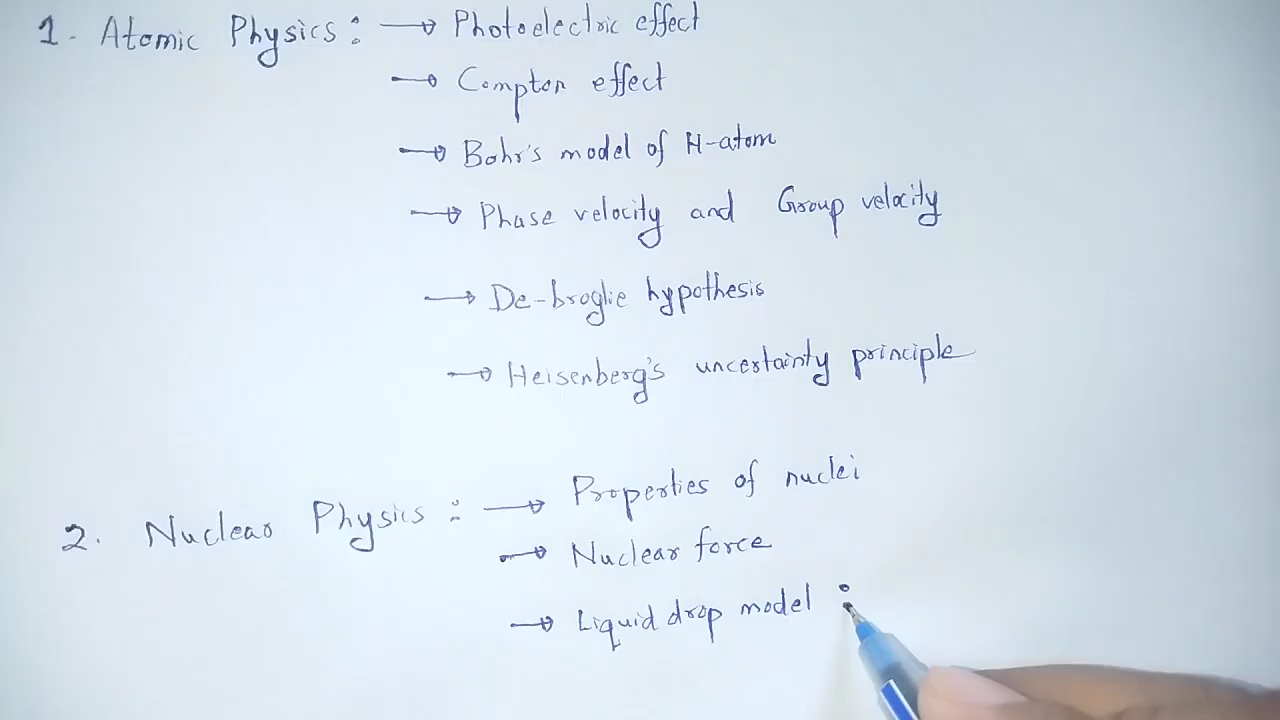 1. Atomic Physics : → Photoelectric effect
→ Compton effect
→ Bohr's model of H-atom
→ Phase velocity and Group velocity
→ De-broglie hypothesis
→ Heisenberg's uncertainty principle
2. Nuclear Physics : → Properties of nuclei
→ Nuclear force
→ Liquid drop model :